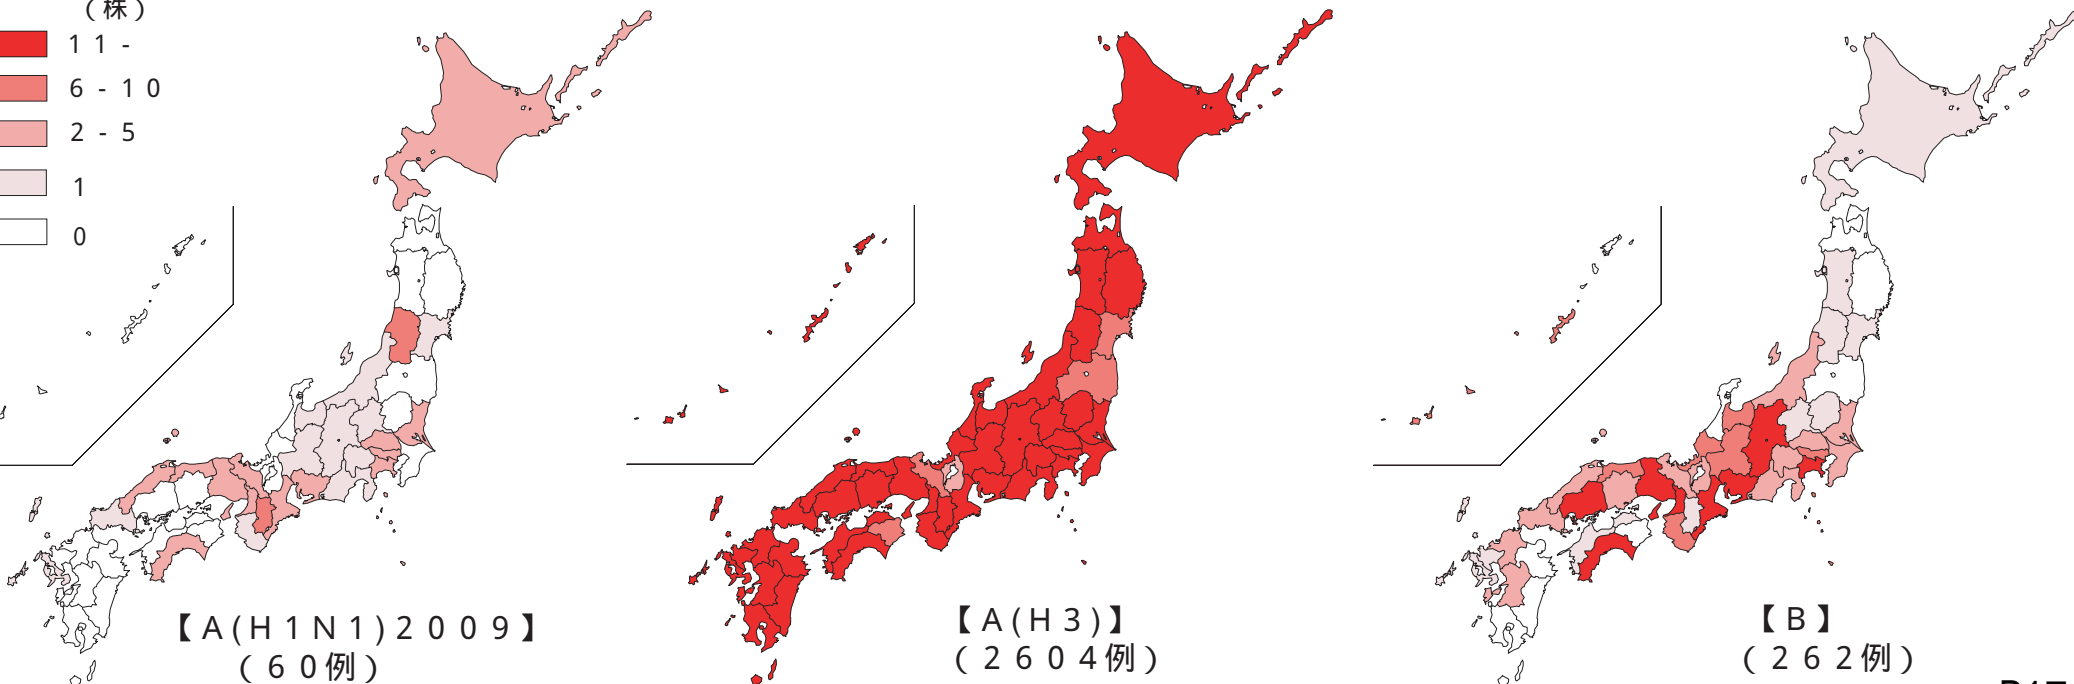 (株)
11-
6-10
2-5
1
0
【A(H1N1)2009】
(60例)
【A(H3)】
(2604例)
【B】
(262例)